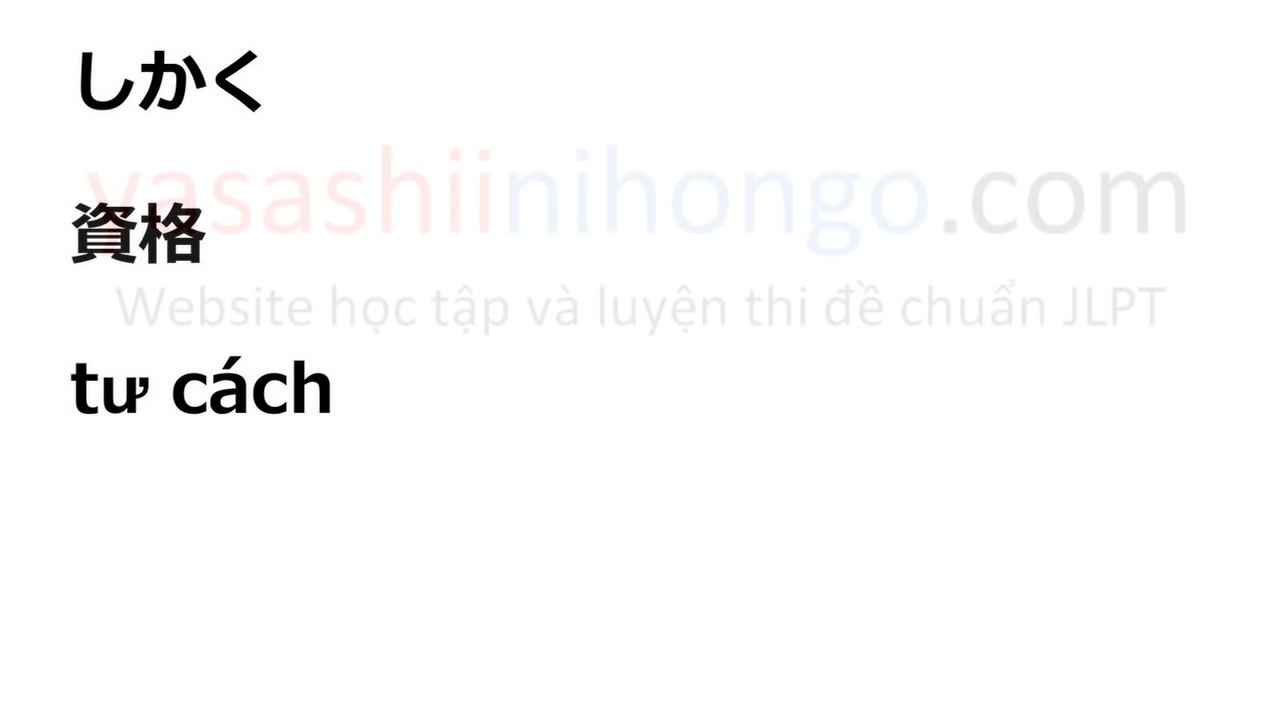 しかく
yasashiinihongo.com
資格
Website học tập và luyện thi đề chuẩn JLPT
tư cách